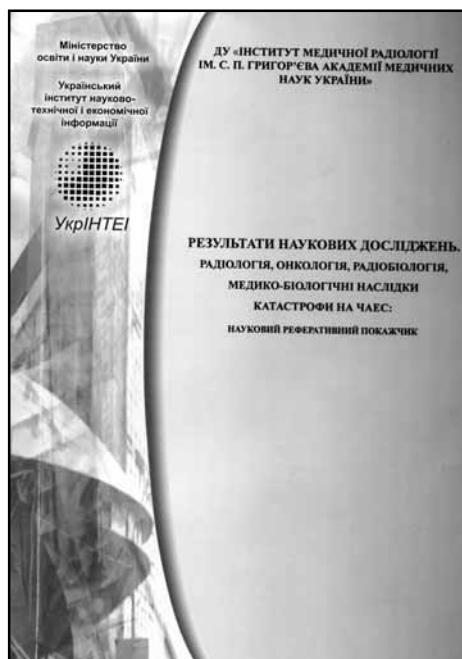 Міністерство
освіти і науки України
Український
інститут науково-
технічної і економічної
інформації
УкрІНТЕІ
ДУ «ІНСТИТУТ МЕДИЧНОЇ РАДІОЛОГІЇ
ІМ. С. П. ГРИГОР'ЄВА АКАДЕМІЇ МЕДИЧНИХ
НАУК УКРАЇНИ»
РЕЗУЛЬТАТИ НАУКОВИХ ДОСЛІДЖЕНЬ.
РАДІОЛОГІЯ, ОНКОЛОГІЯ, РАДІОБІОЛОГІЯ,
МЕДИКО-БІОЛОГІЧНІ НАСЛІДКИ
КАТАСТРОФИ НА ЧАЕС:
НАУКОВИЙ РЕФЕРАТИВНИЙ ПОКАЖЧИК